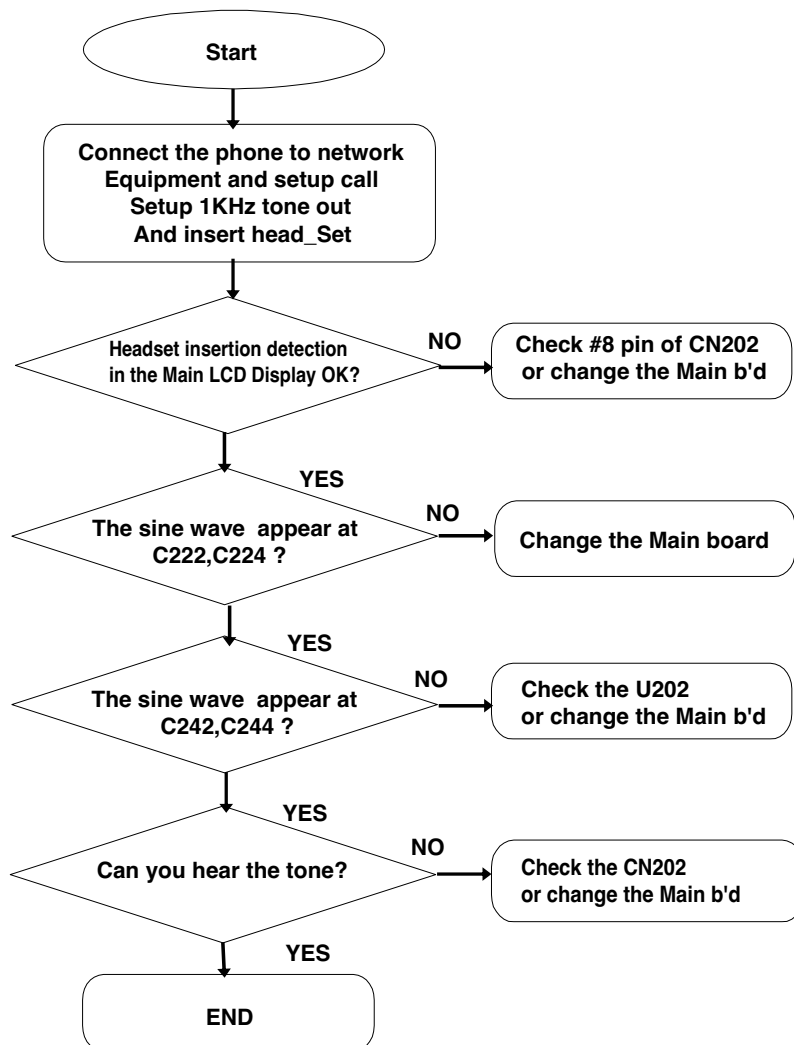 Start
Connect the phone to network
Equipment and setup call
Setup 1KHz tone out
And insert head_Set
Headset insertion detection
in the Main LCD Display OK?
NO
Check #8 pin of CN202
or change the Main b'd
YES
The sine wave appear at
C222,C224 ?
NO
Change the Main board
YES
The sine wave appear at
C242,C244 ?
NO
Check the U202
or change the Main b'd
YES
Can you hear the tone?
NO
Check the CN202
or change the Main b'd
YES
END